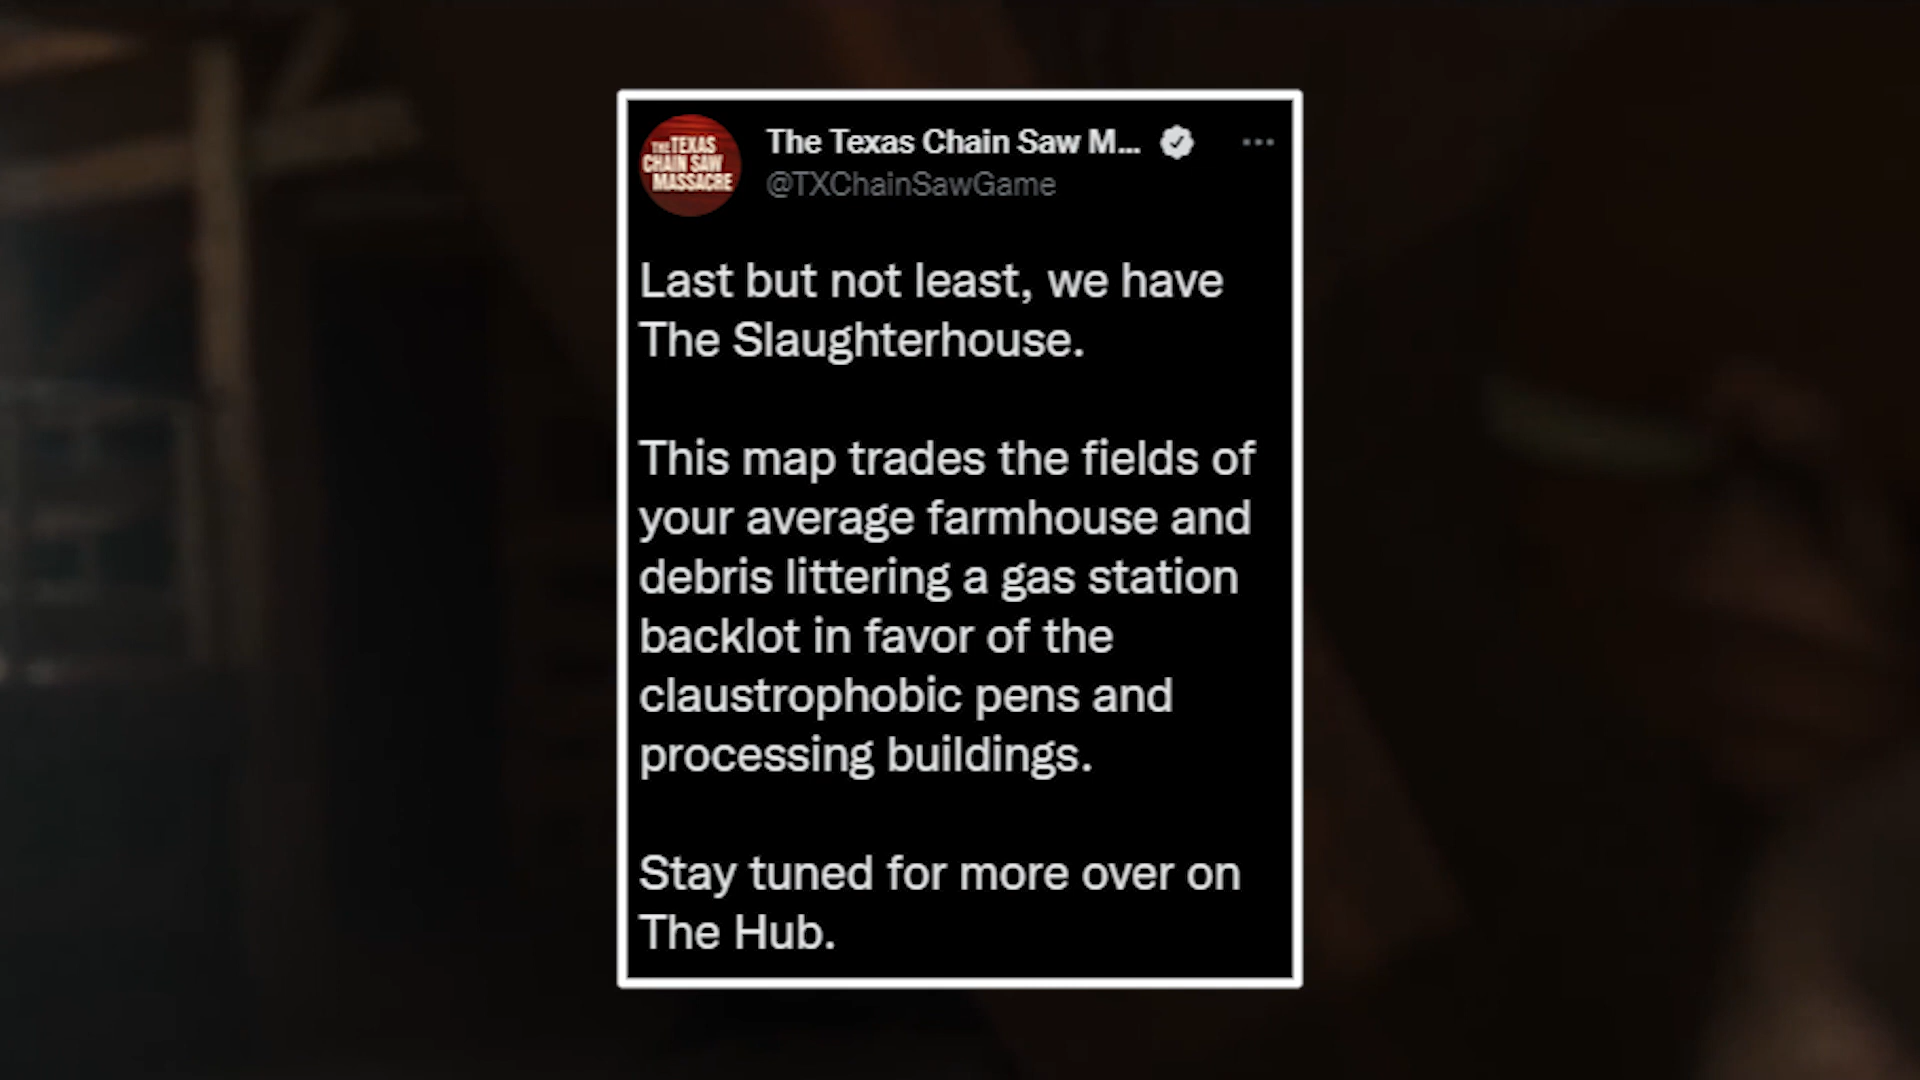 THE TEXAS
CHAIN SAW
MASSACRE
The Texas Chain Saw M...
@TXChainSawGame
Last but not least, we have
The Slaughterhouse.
This map trades the fields of
your average farmhouse and
debris littering a gas station
backlot in favor of the
claustrophobic pens and
processing buildings.
Stay tuned for more over on
The Hub.